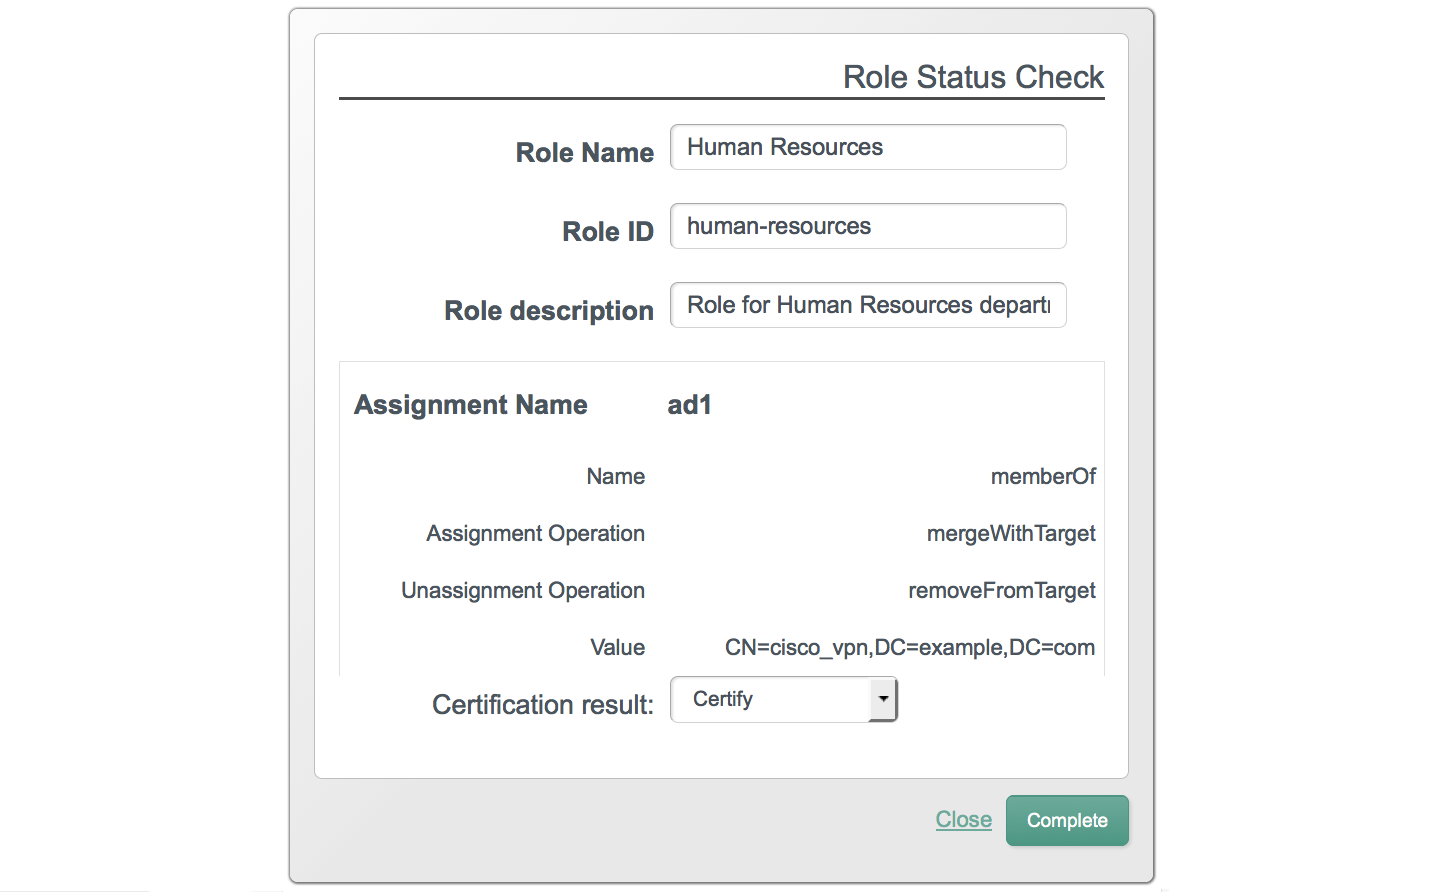 Role Status Check
Role Name Human Resources
Role ID human-resources
Role description Role for Human Resources
Assignment Name ad1
Name memberOf
Assignment Operation mergeWithTarget
Unassignment Operation removeFromTarget
Value CN=cisco_vpn,DC=example,DC=com
Certification result: Certify
Close Complete